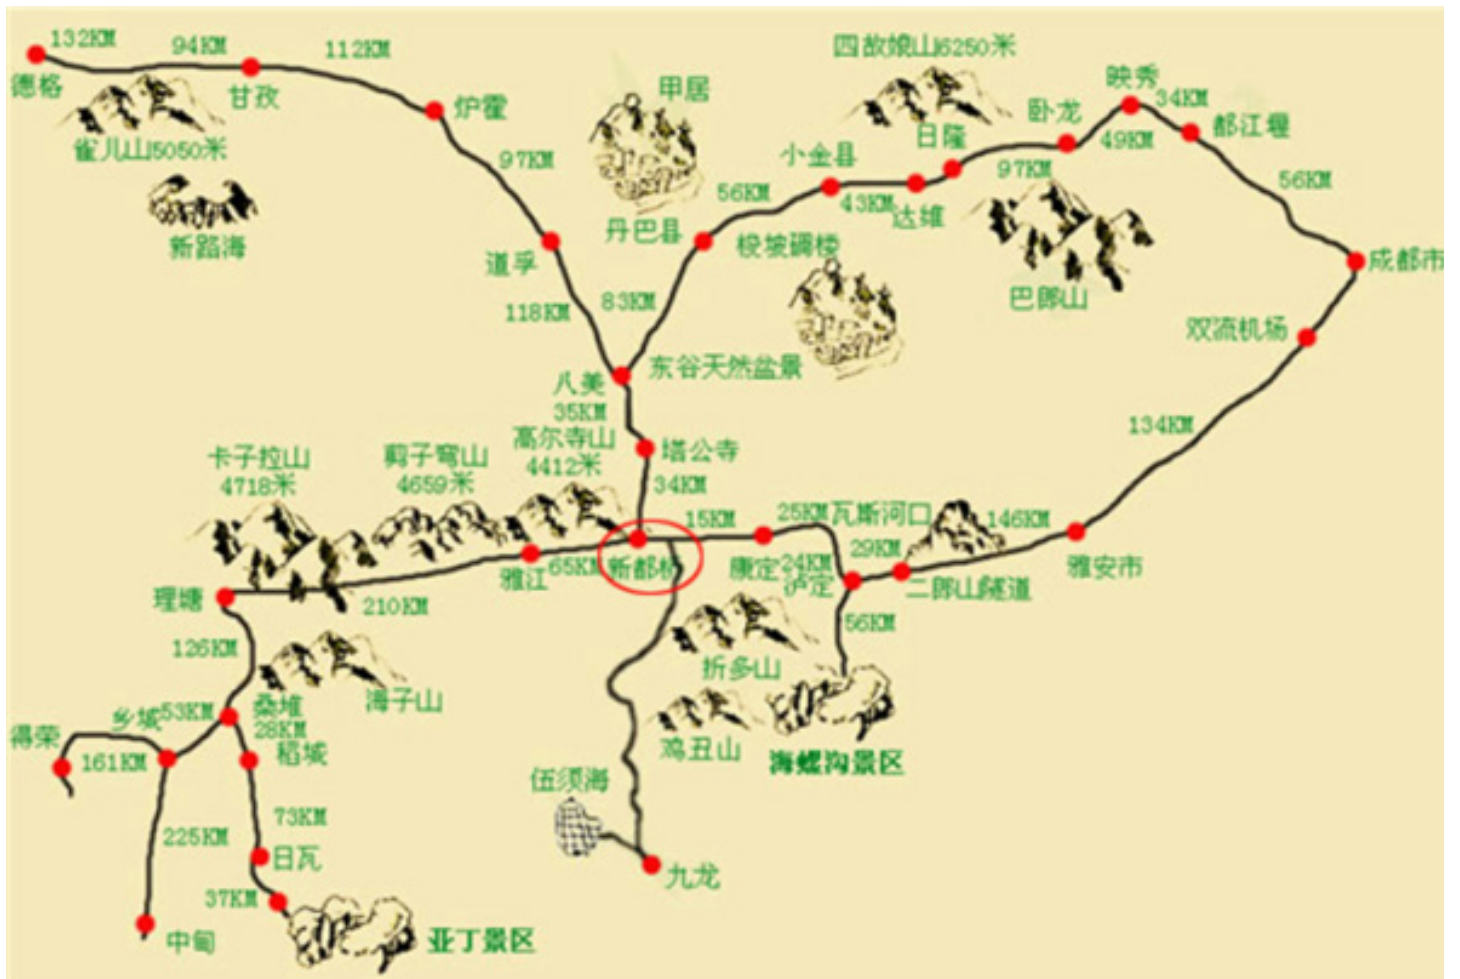 132KM
94KM
112KM
四故娘山6250米
映秀
34KM
德格
甘孜
炉霍
甲居
卧龙
都江堰
雀儿山5050米
日隆
49KM
97KM
小金县
97KM
56KM
56KM
43KM
达维
新路海
道孚
丹巴县
梭坡碉楼
成都市
118KM
83KM
巴郎山
双流机场
八美
东谷天然盆景
35KM
134KM
卡子拉山
4718米
剪子弯山
4659米
高尔寺山
4412米
塔公寺
34KM
15KM
25KM
瓦斯河口
146KM
29KM
雅江
65KM
新都桥
康定
24KM
泸定
二郎山隧道
雅安市
理塘
210KM
56KM
126KM
折多山
海子山
乡城
53KM
桑堆
28KM
得荣
161KM
稻城
鸡丑山
海螺沟景区
伍须海
73KM
225KM
日瓦
九龙
37KM
中甸
亚丁景区